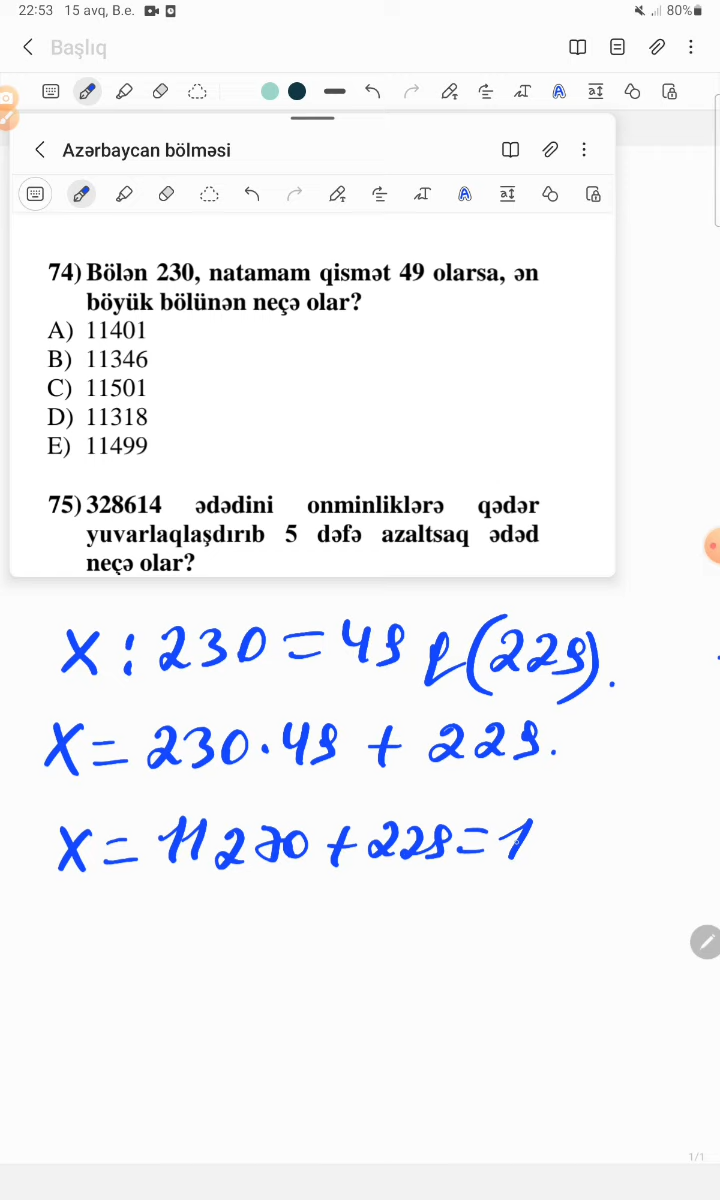 22:53 15 avq, B.e. 80%
Başlıq
Azərbaycan bölməsi
74) Bölən 230, natamam qismət 49 olarsa, ən
böyük bölünən neçə olar?
A) 11401
B) 11346
C) 11501
D) 11318
E) 11499
75) 328614 ədədini onminliklərə qədər
yuvarlaqlaşdırıb 5 dəfə azaltsaq ədəd
neçə olar?
X : 230 = 49 (229).
X = 230 · 49 + 229.
X = 11270 + 229 = 1
1/1